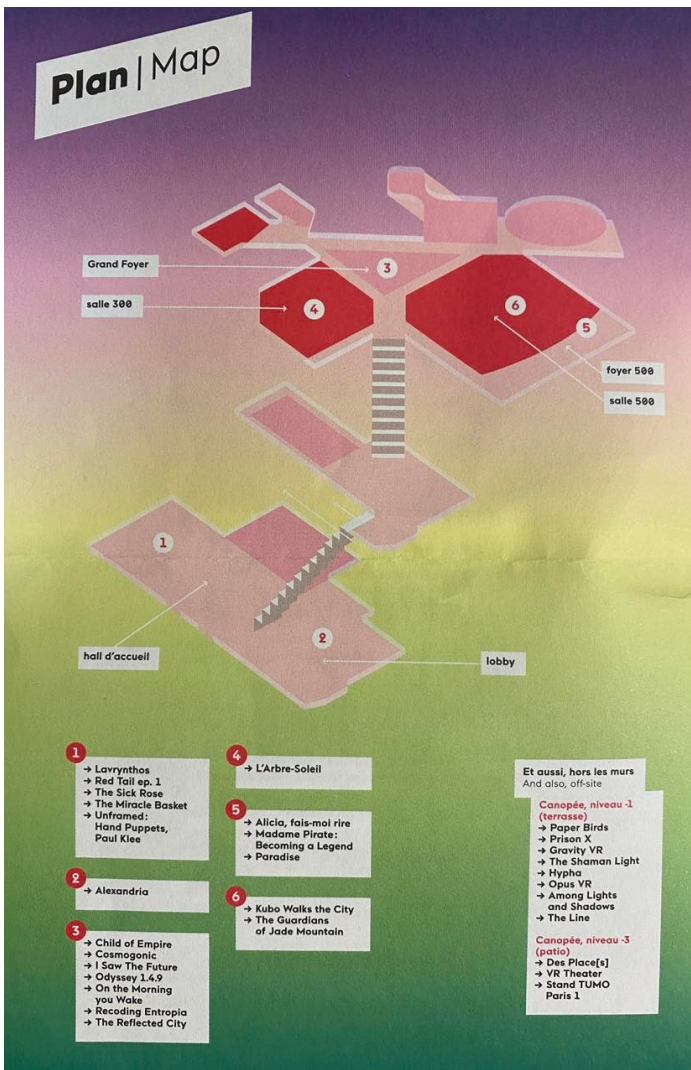 Plan | Map
Grand Foyer
3
salle 300
4
6
5
foyer 500
salle 500
1
hall d'accueil
2
lobby
1
→ Lavrynthos
→ Red Tail ep. 1
→ The Sick Rose
→ The Miracle Basket
→ Unframed:
Hand Puppets,
Paul Klee
2
→ Alexandria
3
→ Child of Empire
→ Cosmogonic
→ I Saw The Future
→ Odyssey 1.4.9
→ On the Morning
you Wake
→ Recoding Entropia
→ The Reflected City
4
→ L'Arbre-Soleil
5
→ Alicia, fais-moi rire
→ Madame Pirate:
Becoming a Legend
→ Paradise
6
→ Kubo Walks the City
→ The Guardians
of Jade Mountain
Et aussi, hors les murs
And also, off-site
Canopée, niveau -1
(terrasse)
→ Paper Birds
→ Prison X
→ Gravity VR
→ The Shaman Light
→ Hypha
→ Opus VR
→ Among Lights
and Shadows
→ The Line
Canopée, niveau -3
(patio)
→ Des Place[s]
→ VR Theater
→ Stand TUMO
Paris 1